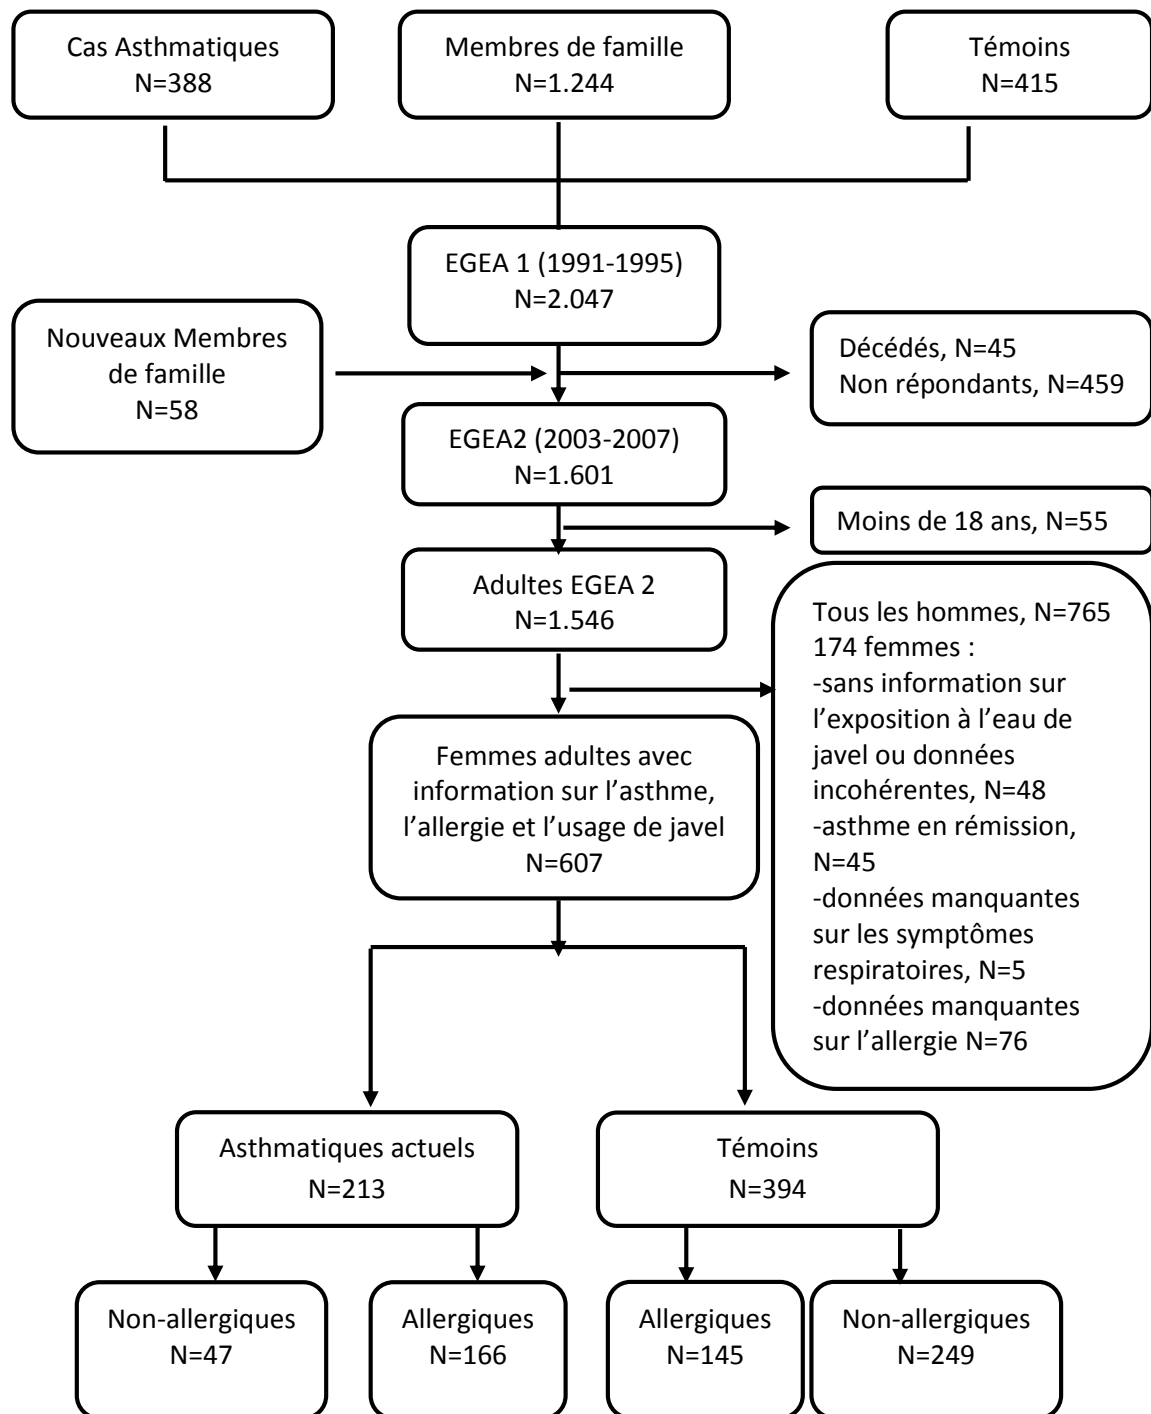 Cas Asthmatiques
N=388
Membres de famille
N=1.244
Témoins
N=415
EGEA 1 (1991-1995)
N=2.047
Nouveaux Membres
de famille
N=58
Décédés, N=45
Non répondants, N=459
EGEA2 (2003-2007)
N=1.601
Moins de 18 ans, N=55
Adultes EGEA 2
N=1.546
Tous les hommes, N=765
174 femmes :
-sans information sur
l’exposition à l’eau de
javel ou données
incohérentes, N=48
-asthme en rémission,
N=45
-données manquantes
sur les symptômes
respiratoires, N=5
-données manquantes
sur l’allergie N=76
Femmes adultes avec
information sur l’asthme,
l’allergie et l’usage de javel
N=607
Asthmatiques actuels
N=213
Témoins
N=394
Non-allergiques
N=47
Allergiques
N=166
Allergiques
N=145
Non-allergiques
N=249